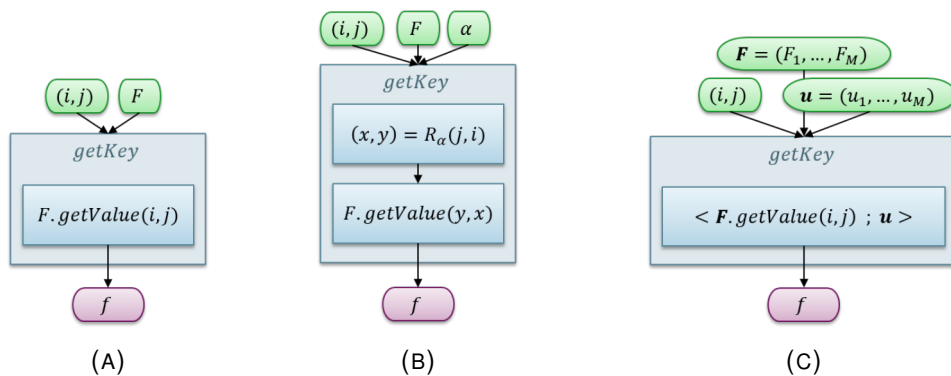 (i, j) F
getKey
F.getValue(i, j)
f
(A)
(i, j) F α
getKey
(x, y) = R_α(j, i)
F.getValue(y, x)
f
(B)
F = (F_1, … , F_M)
(i, j) u = (u_1, … , u_M)
getKey
< F.getValue(i, j) ; u >
f
(C)